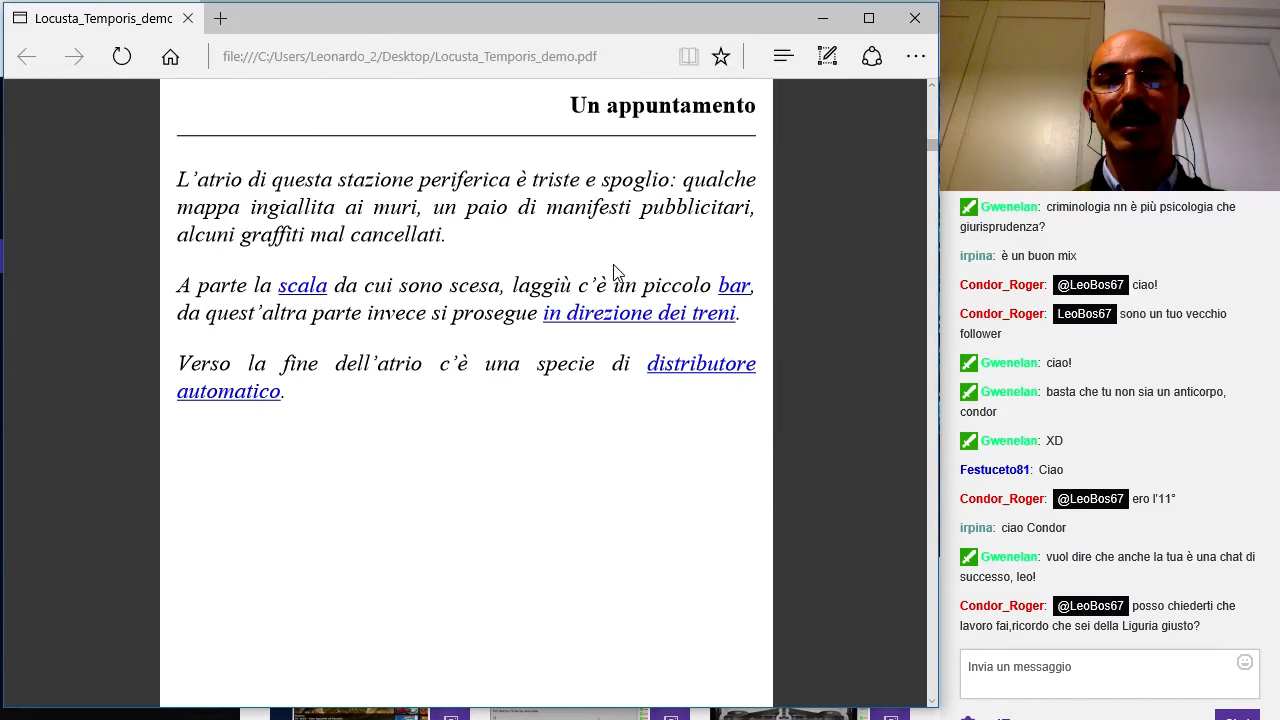 Locusta_Temporis_demo
file:///C:/Users/Leonardo_2/Desktop/Locusta_Temporis_demo.pdf
Un appuntamento
L’atrio di questa stazione periferica è triste e spoglio: qualche
mappa ingiallita ai muri, un paio di manifesti pubblicitari,
alcuni graffiti mal cancellati.
A parte la scala da cui sono scesa, laggiù c’è un piccolo bar,
da quest’altra parte invece si prosegue in direzione dei treni.
Verso la fine dell’atrio c’è una specie di distributore
automatico.
Gwenelan: criminologia nn è più psicologia che
giurisprudenza?
irpina: è un buon mix
Condor_Roger: @LeoBos67 ciao!
Condor_Roger: LeoBos67 sono un tuo vecchio
follower
Gwenelan: ciao!
Gwenelan: basta che tu non sia un anticorpo,
condor
Gwenelan: XD
Festuceto81: Ciao
Condor_Roger: @LeoBos67 ero l'11°
irpina: ciao Condor
Gwenelan: vuol dire che anche la tua è una chat di
successo, leo!
Condor_Roger: @LeoBos67 posso chiederti che
lavoro fai,ricordo che sei della Liguria giusto?
Invia un messaggio